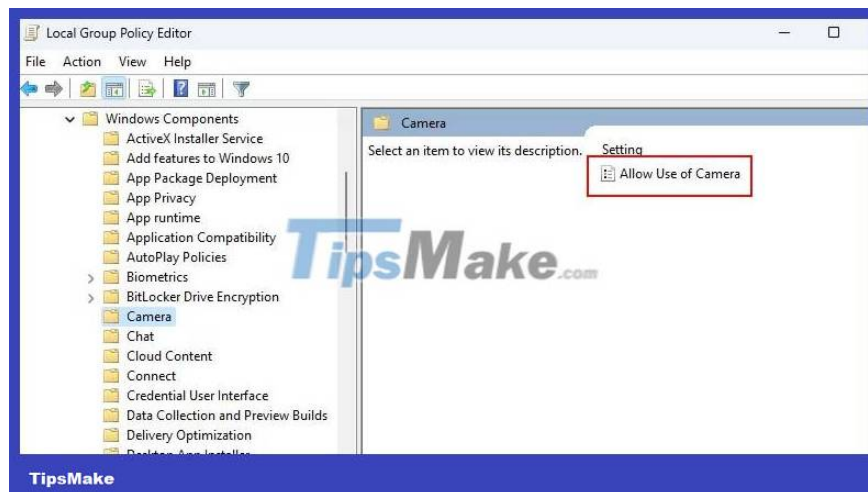 Local Group Policy Editor
File Action View Help
Windows Components
ActiveX Installer Service
Add features to Windows 10
App Package Deployment
App Privacy
App runtime
Application Compatibility
AutoPlay Policies
Biometrics
BitLocker Drive Encryption
Camera
Chat
Cloud Content
Connect
Credential User Interface
Data Collection and Preview Builds
Delivery Optimization
Desktop App Installer
Camera
Select an item to view its description.
Setting
Allow Use of Camera
TipsMake.com
TipsMake